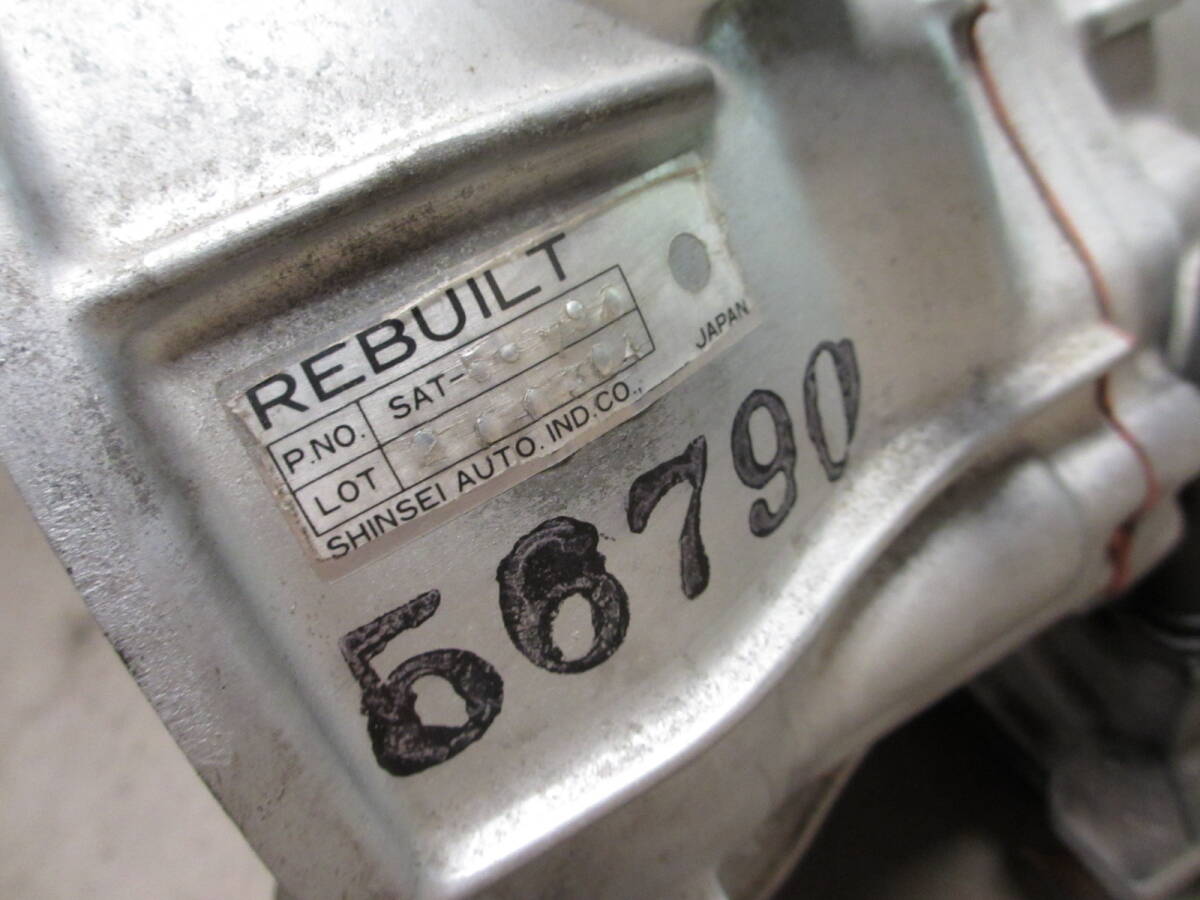 REBUILT
P.NO. SAT-
LOT
SHINSEI AUTO. IND. CO., JAPAN
56790